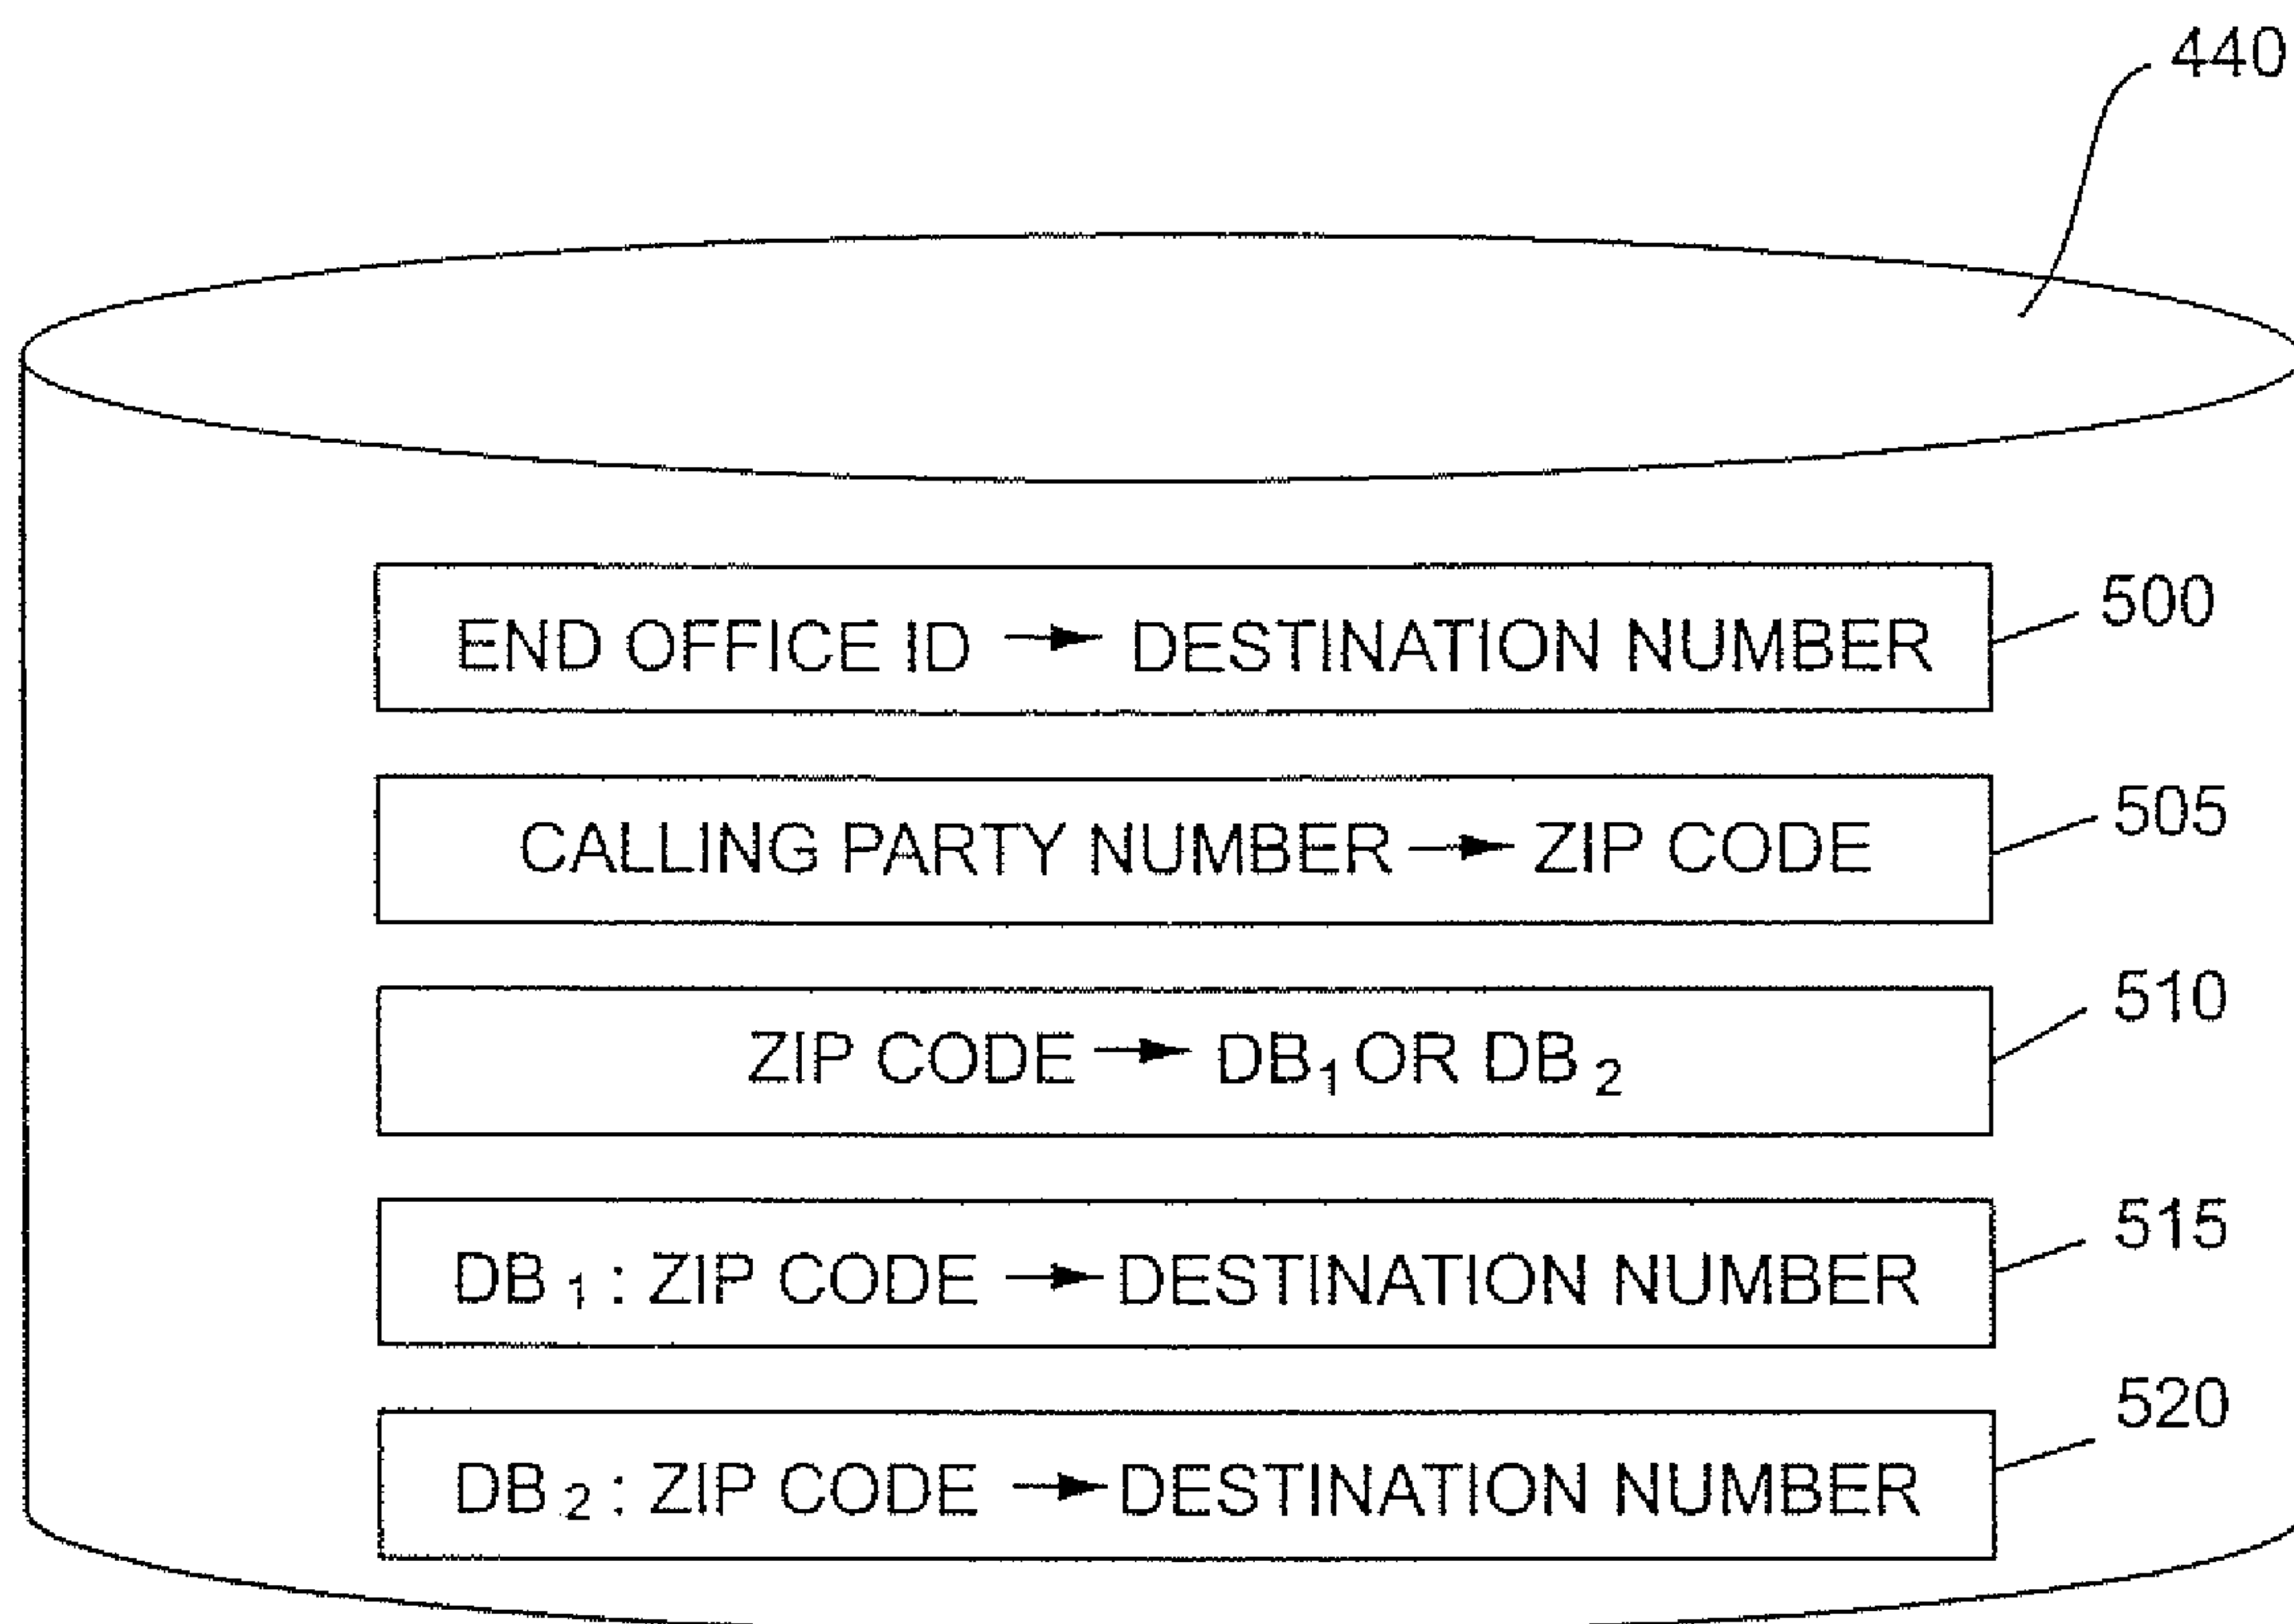 440
END OFFICE ID → DESTINATION NUMBER 500
CALLING PARTY NUMBER → ZIP CODE 505
ZIP CODE → DB₁ OR DB₂ 510
DB₁ : ZIP CODE → DESTINATION NUMBER 515
DB₂ : ZIP CODE → DESTINATION NUMBER 520